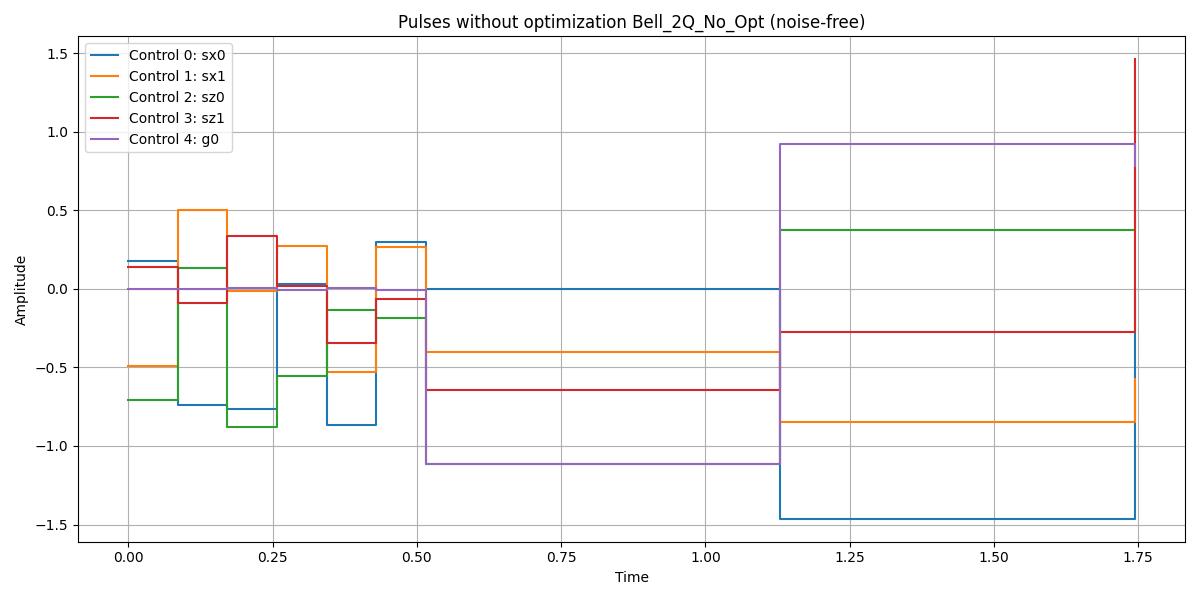 Pulses without optimization Bell_2Q_No_Opt (noise-free)
Control 0: sx0
Control 1: sx1
Control 2: sz0
Control 3: sz1
Control 4: g0
Amplitude
1.5
1.0
0.5
0.0
−0.5
−1.0
−1.5
0.00 0.25 0.50 0.75 1.00 1.25 1.50 1.75
Time